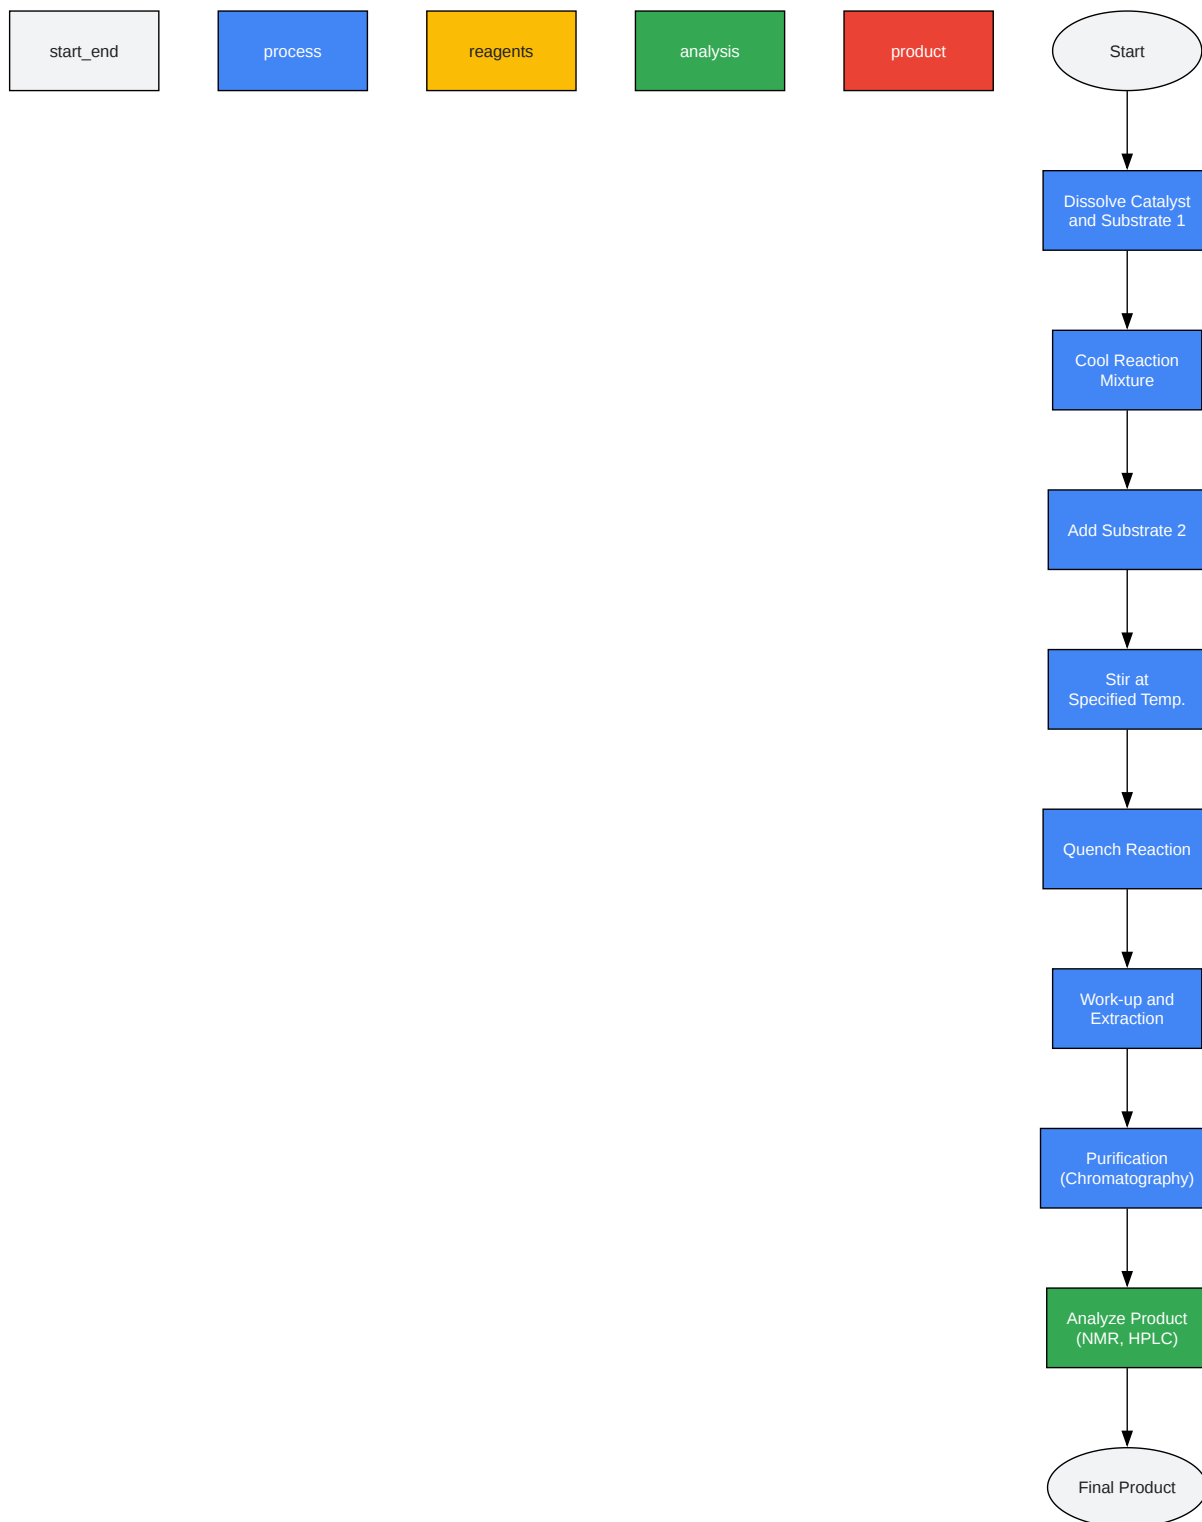 start_end
process
reagents
analysis
product
Start
Dissolve Catalyst
and Substrate 1
Cool Reaction
Mixture
Add Substrate 2
Stir at
Specified Temp.
Quench Reaction
Work-up and
Extraction
Purification
(Chromatography)
Analyze Product
(NMR, HPLC)
Final Product